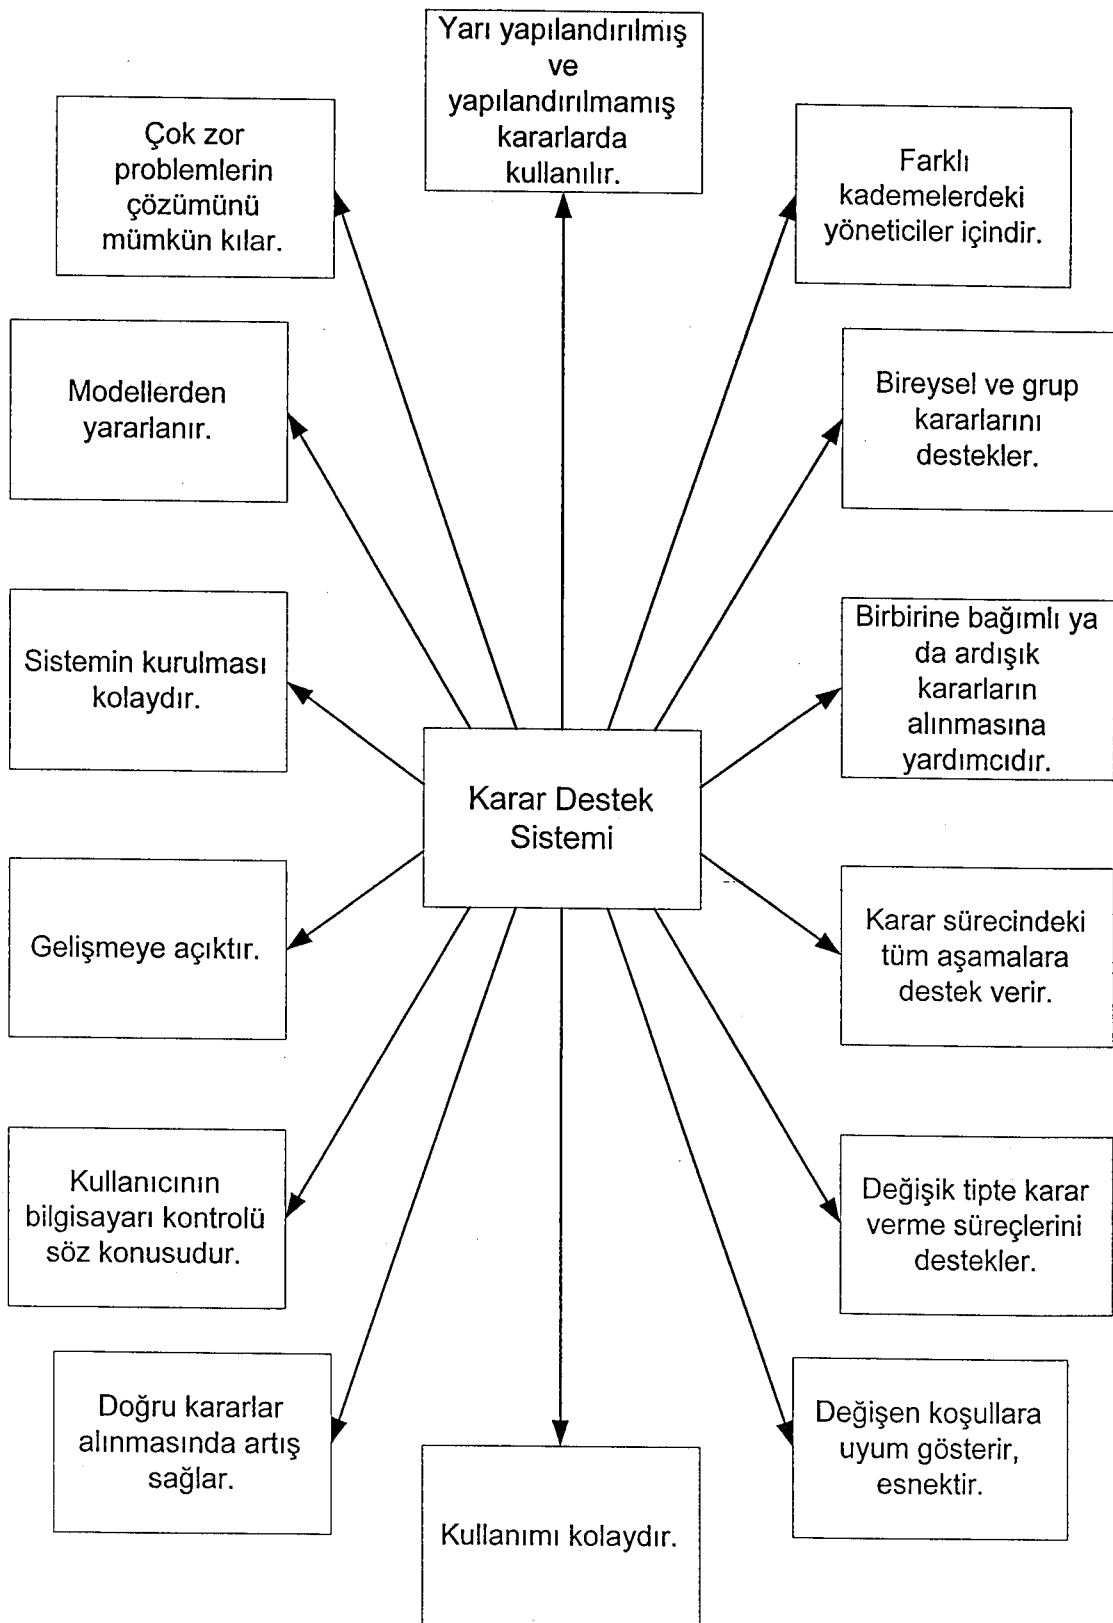 Yarı yapılandırılmış
ve
yapılandırılmamış
kararlarda
kullanılır.
Çok zor
problemlerin
çözümünü
mümkün kılar.
Farklı
kademelerdeki
yöneticiler içindir.
Modellerden
yararlanır.
Bireysel ve grup
kararlarını
destekler.
Sistemin kurulması
kolaydır.
Birbirine bağımlı ya
da ardışık
kararların
alınmasına
yardımcıdır.
Karar Destek
Sistemi
Gelişmeye açıktır.
Karar sürecindeki
tüm aşamalara
destek verir.
Kullanıcının
bilgisayarı kontrolü
söz konusudur.
Değişik tipte karar
verme süreçlerini
destekler.
Doğru kararlar
alınmasında artış
sağlar.
Değişen koşullara
uyum gösterir,
esnektir.
Kullanımı kolaydır.